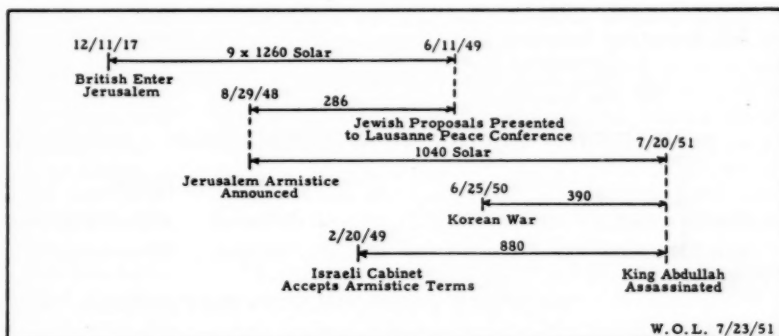 12/11/17 9 x 1260 Solar 6/11/49
British Enter
Jerusalem
8/29/48 286
Jewish Proposals Presented
to Lausanne Peace Conference
1040 Solar 7/20/51
Jerusalem Armistice
Announced
6/25/50 390
Korean War
2/20/49 880
Israeli Cabinet
Accepts Armistice Terms
King Abdullah
Assassinated
W.O.L. 7/23/51